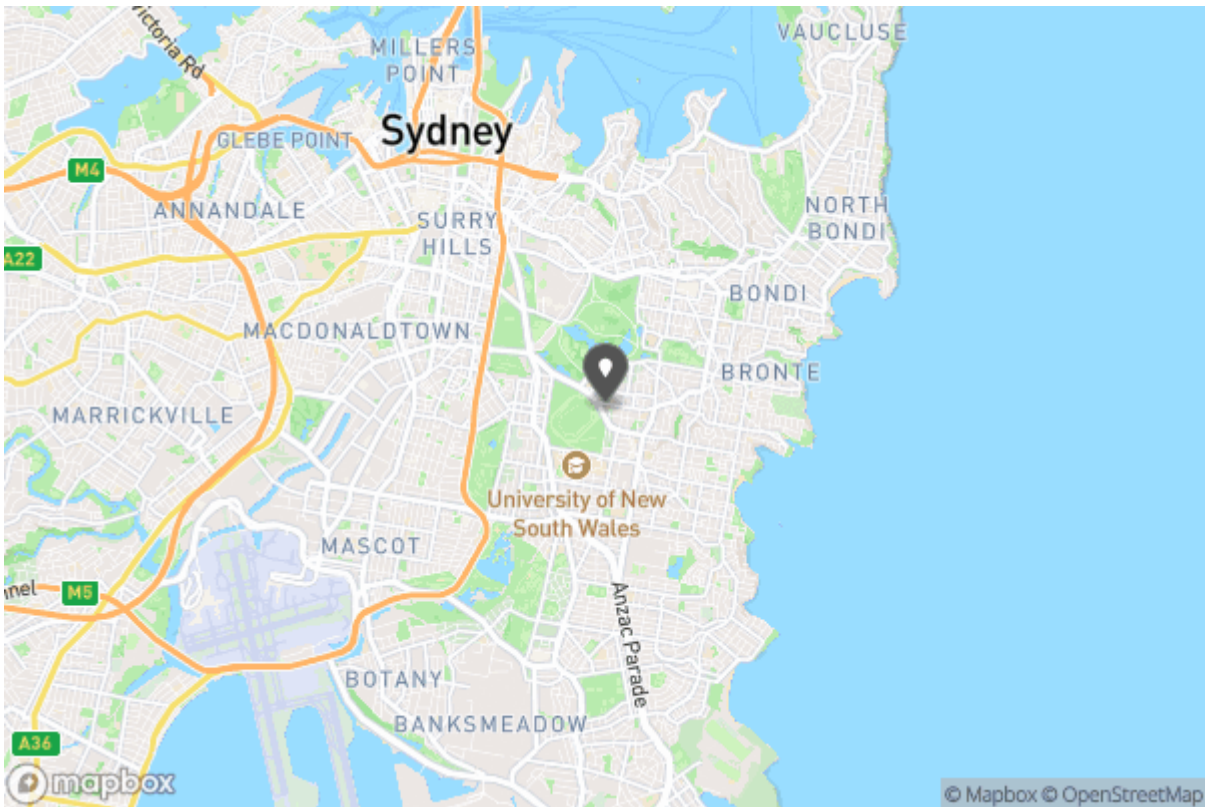 VAUCLUSE
Victoria Rd
MILLERS
POINT
Sydney
GLEBE POINT
M4
ANNANDALE
SURRY
HILLS
NORTH
BONDI
A22
BONDI
MACDONALDTOWN
BRONTE
MARRICKVILLE
University of New
South Wales
MASCOT
nnel
M5
Anzac Parade
BOTANY
BANKSMEADOW
A36
mapbox
© Mapbox © OpenStreetMap